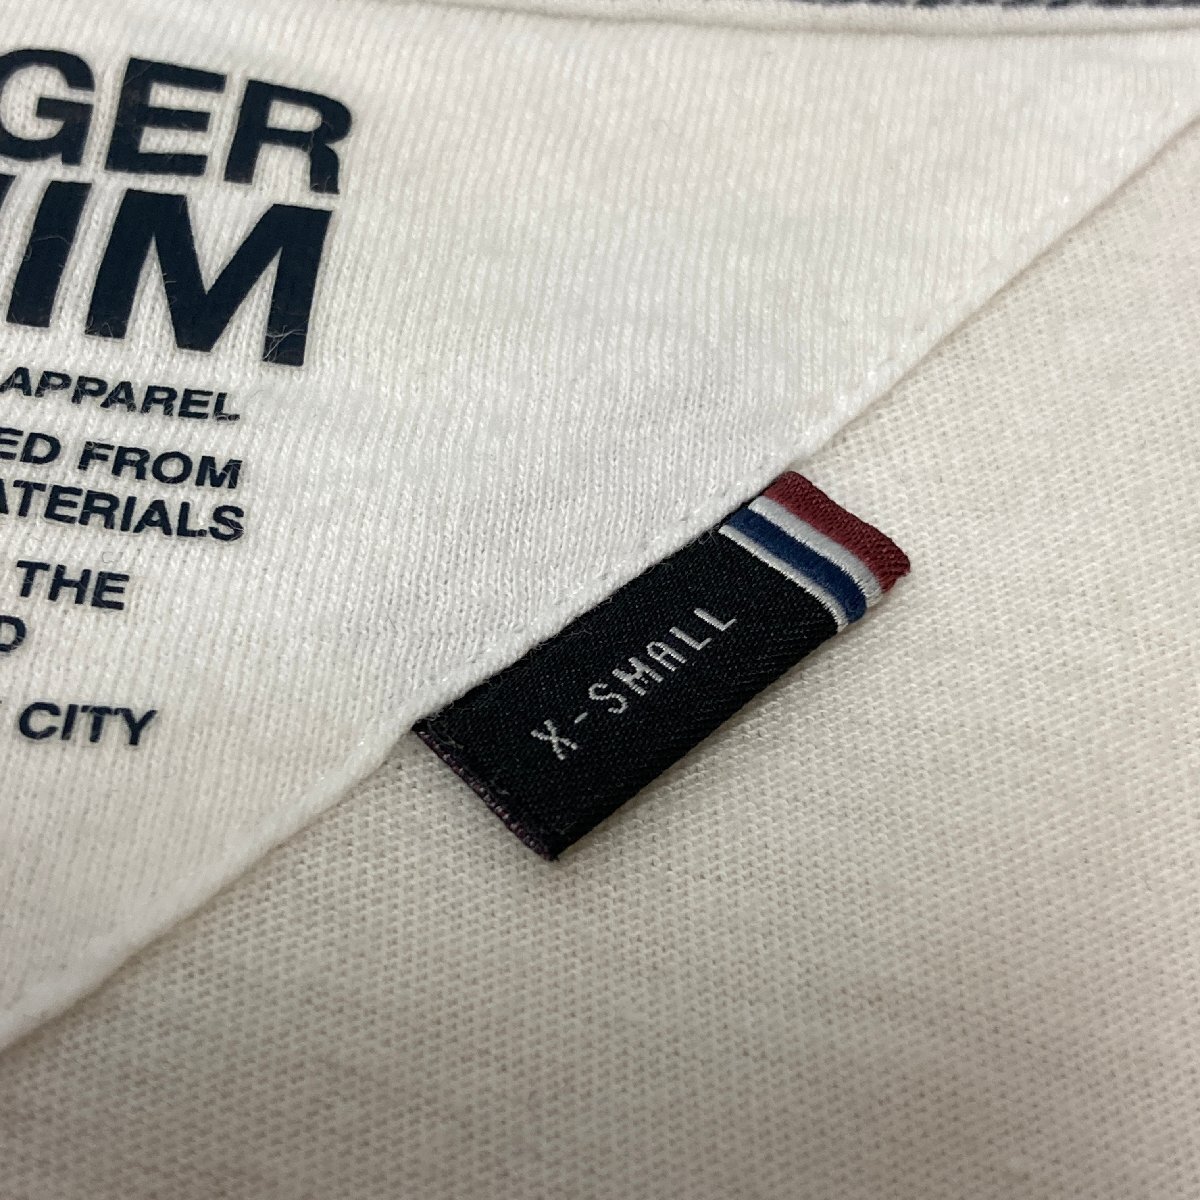 GER
IM
APPAREL
ED FROM
ATERIALS
THE
D
CITY
X-SMALL